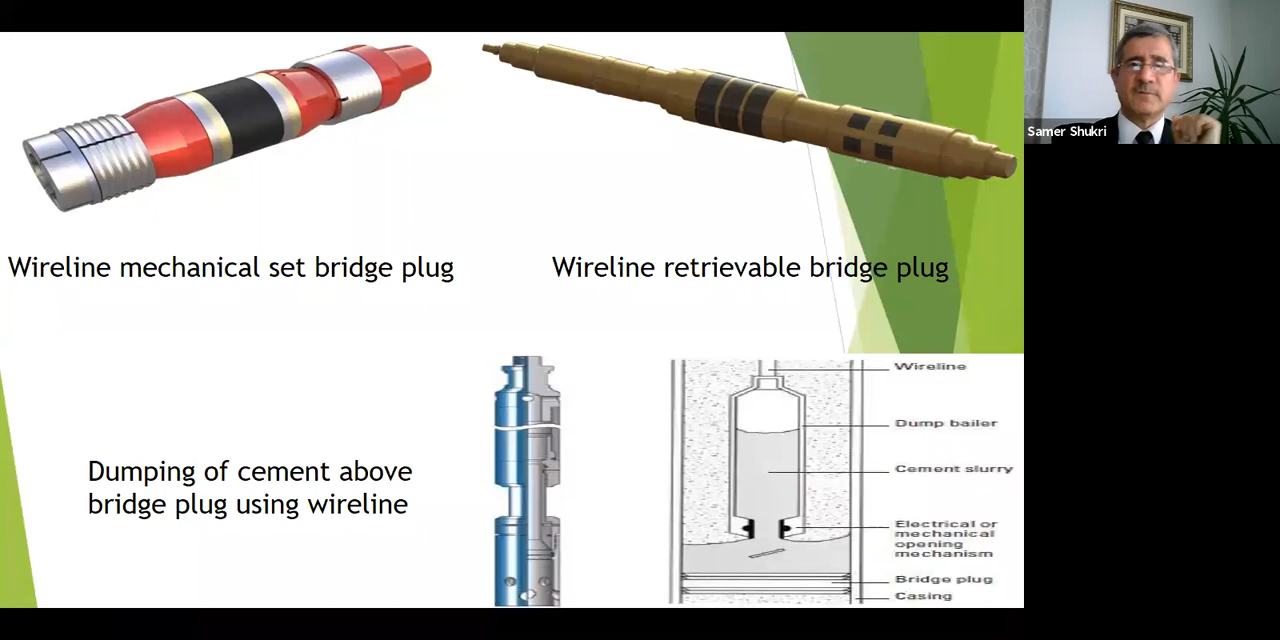 Samer Shukri
Wireline mechanical set bridge plug
Wireline retrievable bridge plug
Dumping of cement above
bridge plug using wireline
Wireline
Dump bailer
Cement slurry
Electrical or
mechanical
opening
mechanism
Bridge plug
Casing